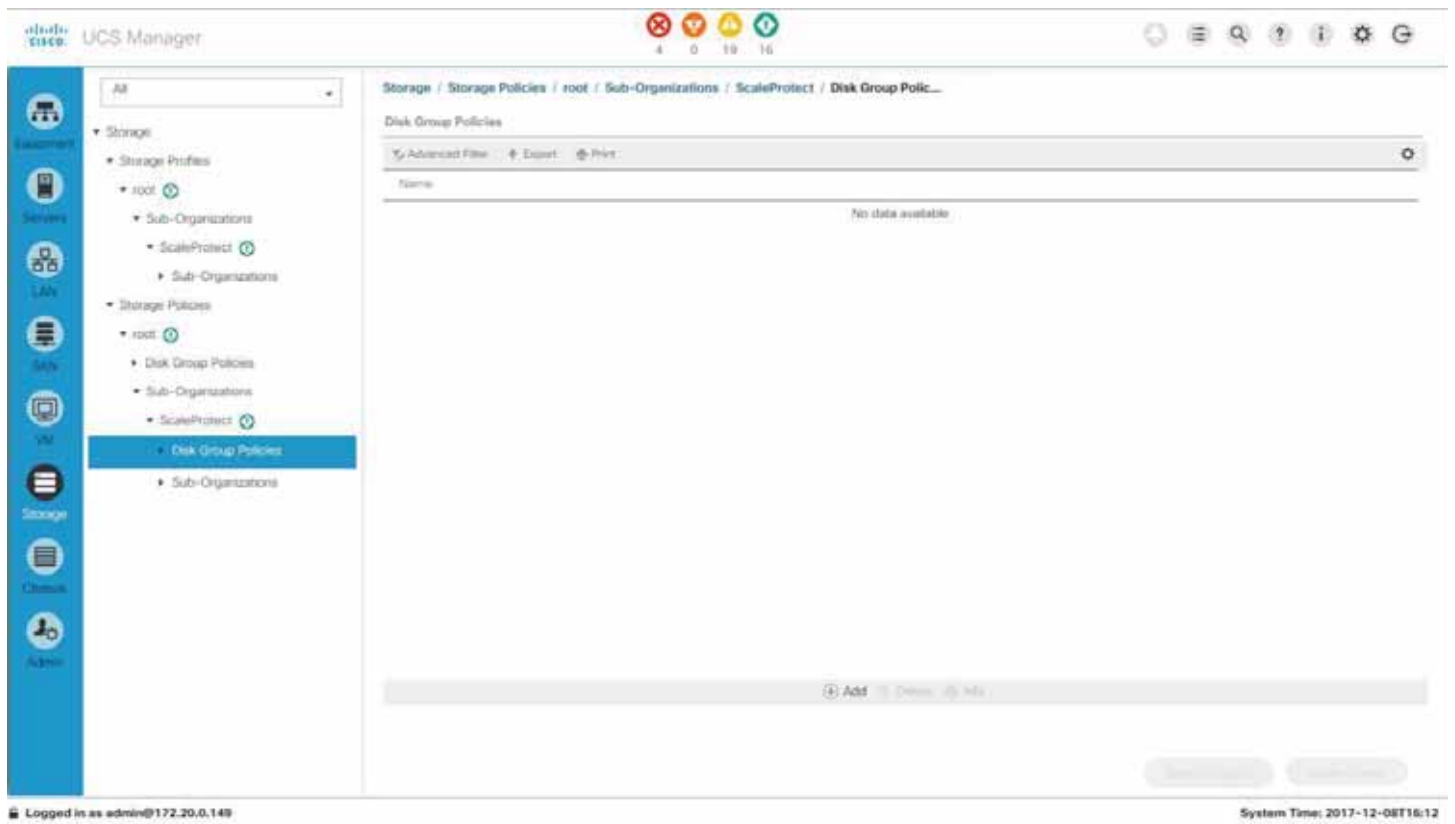 CISCO. UCS Manager
4 0 19 16
Equipment
Servers
LAN
SAN
VM
Storage
Chassis
Admin
All
Storage
Storage Profiles
root
Sub-Organizations
ScaleProtect
Sub-Organizations
Storage Policies
root
Disk Group Policies
Sub-Organizations
ScaleProtect
Disk Group Policies
Sub-Organizations
Storage / Storage Policies / root / Sub-Organizations / ScaleProtect / Disk Group Polic...
Disk Group Policies
Advanced Filter Export Print
Name
No data available
Add Delete Info
Logged in as admin@172.20.0.149
System Time: 2017-12-08T16:12